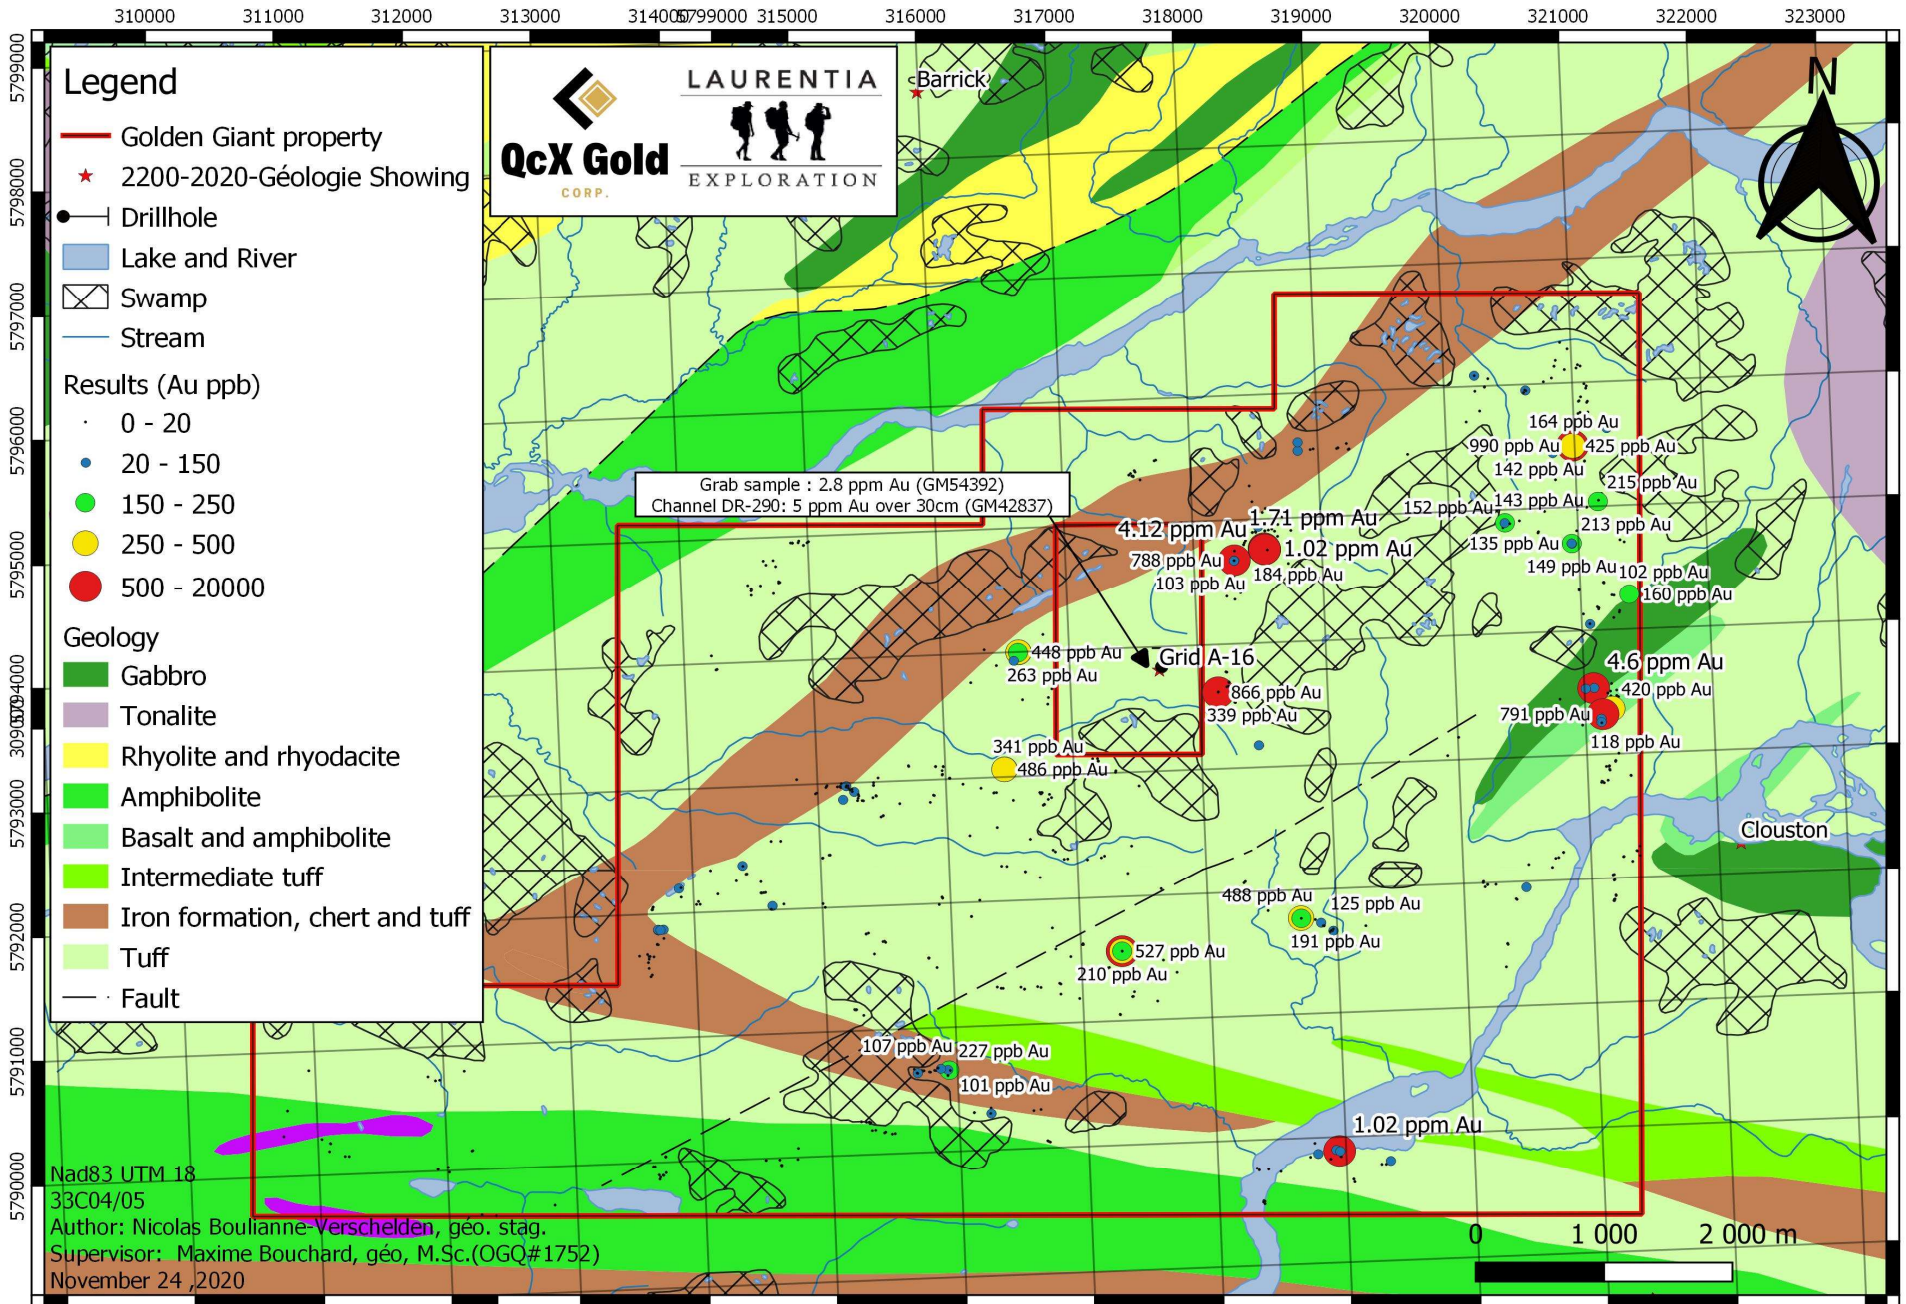 310000 311000 312000 313000 314000 5799000 315000 316000 317000 318000 319000 320000 321000 322000 323000
5799000
5798000
5797000
5796000
5795000
5794000
5793000
5792000
5791000
5790000
Legend
Golden Giant property
2200-2020-Géologie Showing
Drillhole
Lake and River
Swamp
Stream
Results (Au ppb)
0 - 20
20 - 150
150 - 250
250 - 500
500 - 20000
Geology
Gabbro
Tonalite
Rhyolite and rhyodacite
Amphibolite
Basalt and amphibolite
Intermediate tuff
Iron formation, chert and tuff
Tuff
Fault
QcX Gold
CORP.
LAURENTIA
EXPLORATION
Barrick
N
Grab sample : 2.8 ppm Au (GM54392)
Channel DR-290: 5 ppm Au over 30cm (GM42837)
164 ppb Au
990 ppb Au
425 ppb Au
142 ppb Au
215 ppb Au
143 ppb Au
152 ppb Au
213 ppb Au
135 ppb Au
149 ppb Au
102 ppb Au
160 ppb Au
4.12 ppm Au
1.71 ppm Au
1.02 ppm Au
788 ppb Au
184 ppb Au
103 ppb Au
Grid A-16
448 ppb Au
263 ppb Au
866 ppb Au
339 ppb Au
4.6 ppm Au
420 ppb Au
791 ppb Au
118 ppb Au
341 ppb Au
486 ppb Au
Clouston
488 ppb Au
125 ppb Au
191 ppb Au
527 ppb Au
210 ppb Au
107 ppb Au
227 ppb Au
101 ppb Au
1.02 ppm Au
Nad83 UTM 18
33C04/05
Author: Nicolas Boulianne-Verschelden, géo. stag.
Supervisor: Maxime Bouchard, géo, M.Sc.(OGQ#1752)
November 24 ,2020
0 1 000 2 000 m